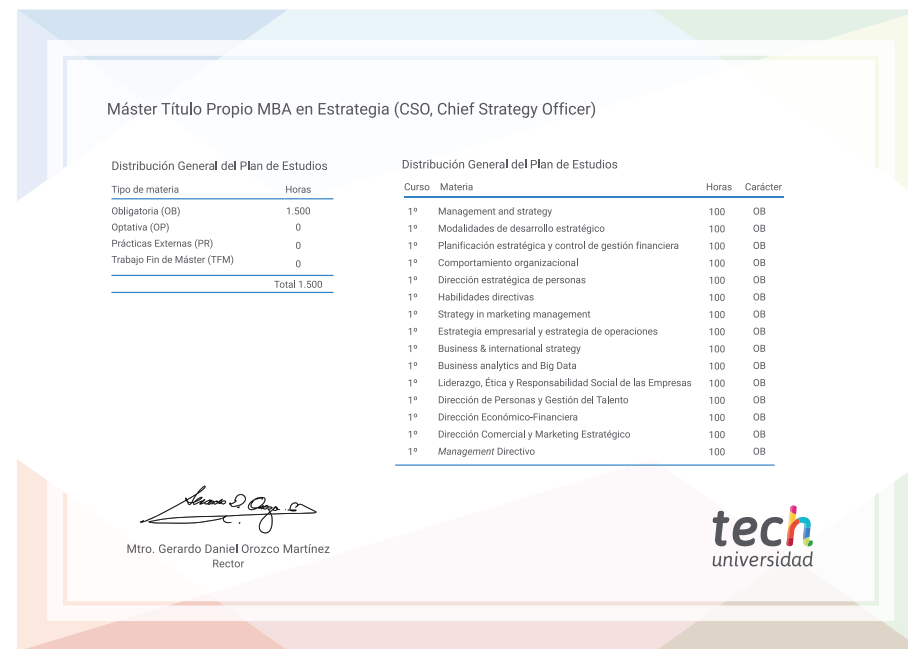 Máster Título Propio MBA en Estrategia (CSO, Chief Strategy Officer)
Distribución General del Plan de Estudios
Tipo de materia Horas
Obligatoria (OB) 1.500
Optativa (OP) 0
Prácticas Externas (PR) 0
Trabajo Fin de Máster (TFM) 0
Total 1.500
Distribución General del Plan de Estudios
Curso Materia Horas Carácter
1º Management and strategy 100 OB
1º Modalidades de desarrollo estratégico 100 OB
1º Planificación estratégica y control de gestión financiera 100 OB
1º Comportamiento organizacional 100 OB
1º Dirección estratégica de personas 100 OB
1º Habilidades directivas 100 OB
1º Strategy in marketing management 100 OB
1º Estrategia empresarial y estrategia de operaciones 100 OB
1º Business & international strategy 100 OB
1º Business analytics and Big Data 100 OB
1º Liderazgo, Ética y Responsabilidad Social de las Empresas 100 OB
1º Dirección de Personas y Gestión del Talento 100 OB
1º Dirección Económico-Financiera 100 OB
1º Dirección Comercial y Marketing Estratégico 100 OB
1º Management Directivo 100 OB
Mtro. Gerardo Daniel Orozco Martínez
Rector
tech
universidad